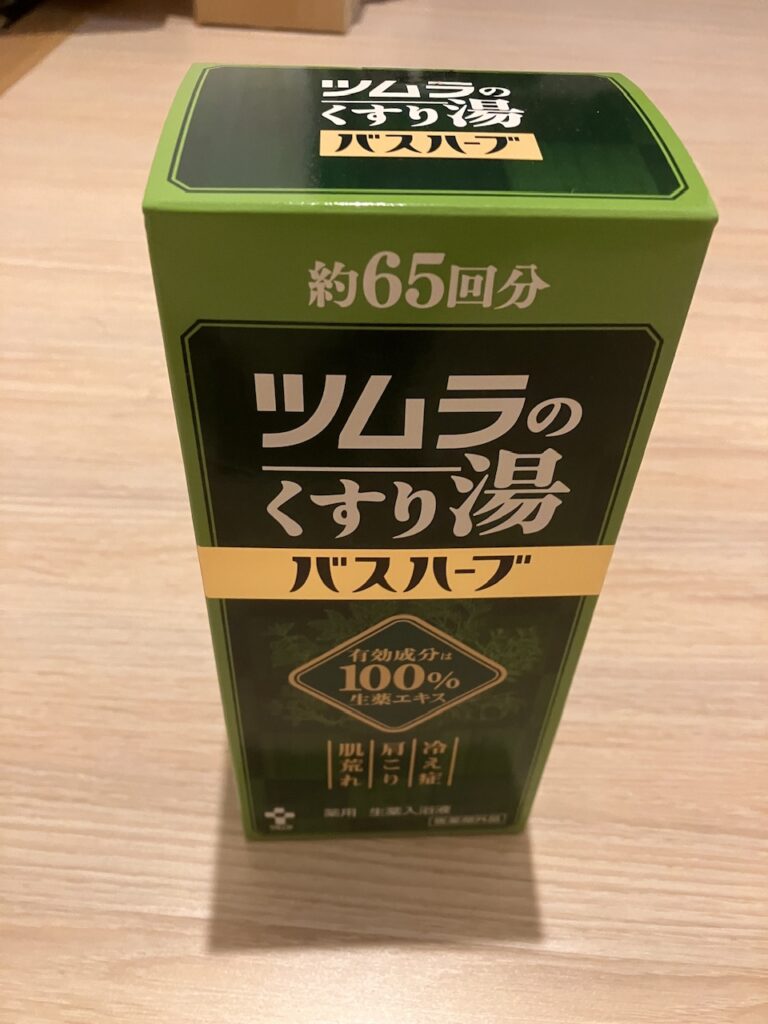 ツムラの
くすり湯
バスハーブ
約65回分
ツムラの
くすり湯
バスハーブ
有効成分は
100%
生薬エキス
冷え症
肩こり
肌荒れ
薬用 生薬入浴液
医薬部外品